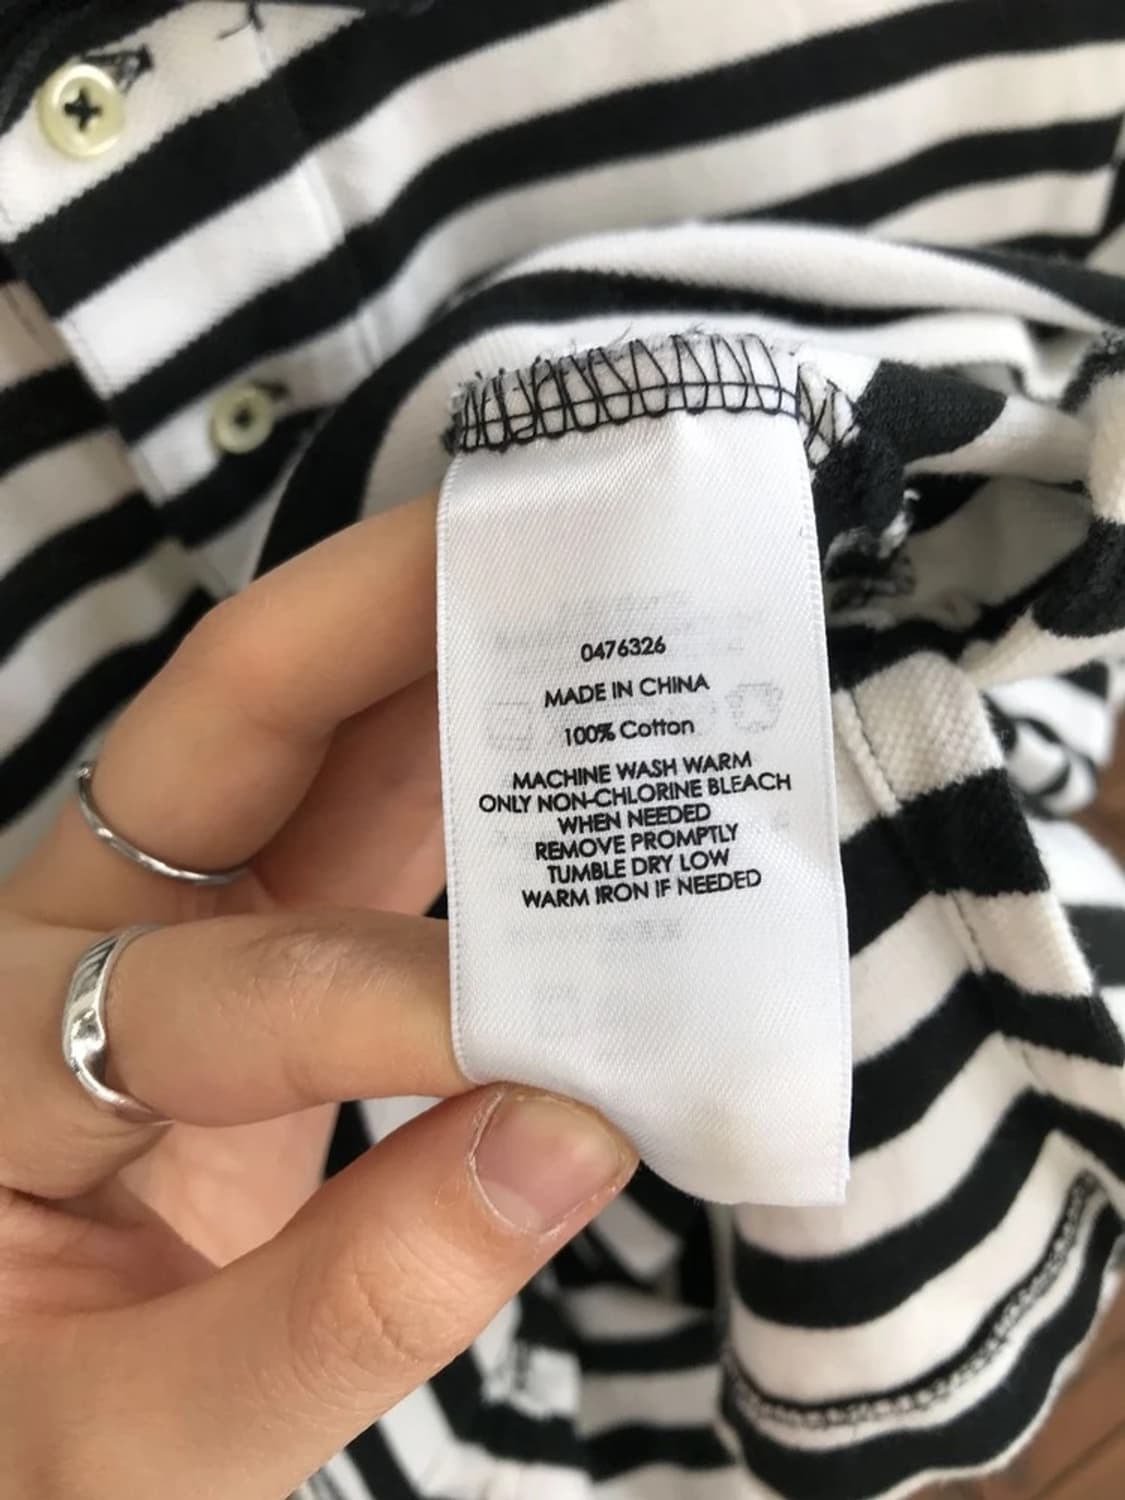 0476326
MADE IN CHINA
100% Cotton
MACHINE WASH WARM
ONLY NON-CHLORINE BLEACH
WHEN NEEDED
REMOVE PROMPTLY
TUMBLE DRY LOW
WARM IRON IF NEEDED